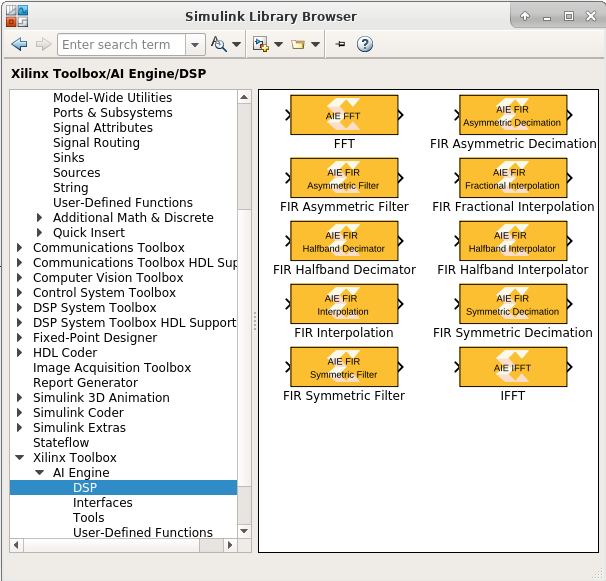 Simulink Library Browser
Enter search term
Xilinx Toolbox/AI Engine/DSP
Model-Wide Utilities
Ports & Subsystems
Signal Attributes
Signal Routing
Sinks
Sources
String
User-Defined Functions
Additional Math & Discrete
Quick Insert
Communications Toolbox
Communications Toolbox HDL Sup
Computer Vision Toolbox
Control System Toolbox
DSP System Toolbox
DSP System Toolbox HDL Support
Fixed-Point Designer
HDL Coder
Image Acquisition Toolbox
Report Generator
Simulink 3D Animation
Simulink Coder
Simulink Extras
Stateflow
Xilinx Toolbox
AI Engine
DSP
Interfaces
Tools
User-Defined Functions
AIE FFT
FFT
AIE FIR
Asymmetric Decimation
FIR Asymmetric Decimation
AIE FIR
Asymmetric Filter
FIR Asymmetric Filter
AIE FIR
Fractional Interpolation
FIR Fractional Interpolation
AIE FIR
Halfband Decimator
FIR Halfband Decimator
AIE FIR
Halfband Interpolator
FIR Halfband Interpolator
AIE FIR
Interpolation
FIR Interpolation
AIE FIR
Symmetric Decimation
FIR Symmetric Decimation
AIE FIR
Symmetric Filter
FIR Symmetric Filter
AIE IFFT
IFFT